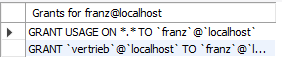 Grants for franz@localhost
GRANT USAGE ON *.* TO `franz`@`localhost`
GRANT `vertrieb`@`localhost` TO `franz`@`l...